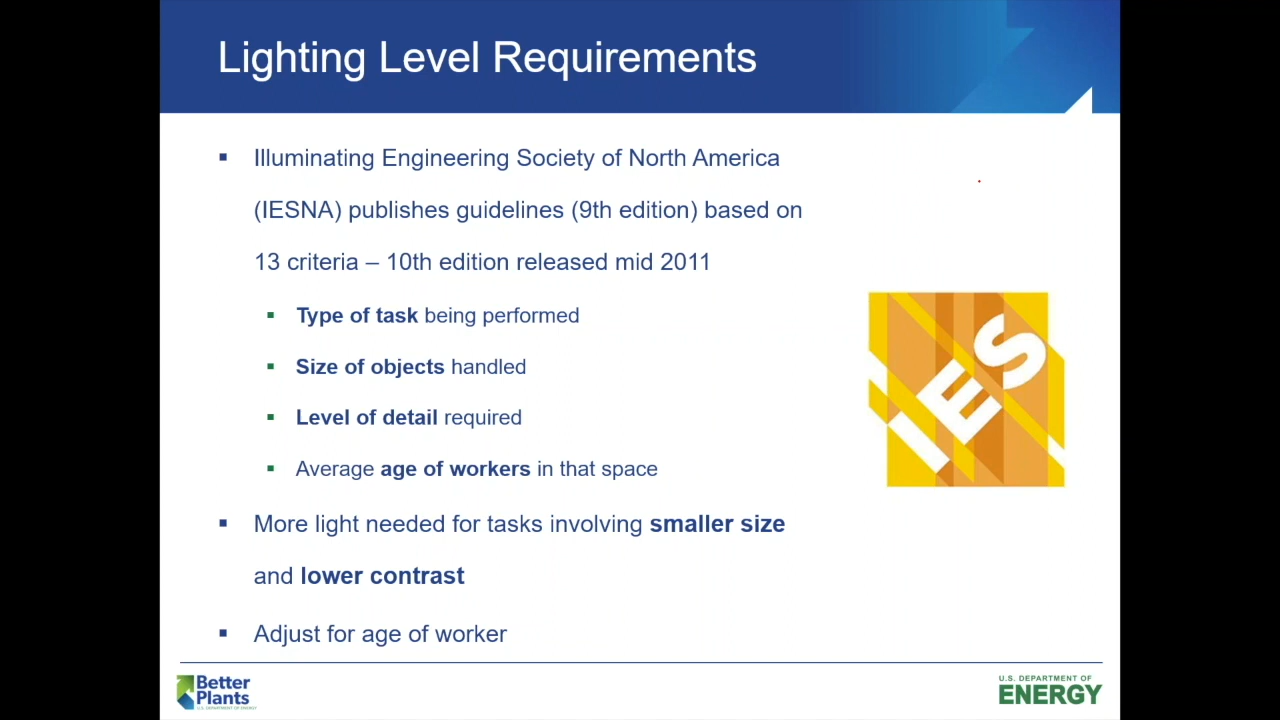 Lighting Level Requirements
▪ Illuminating Engineering Society of North America
(IESNA) publishes guidelines (9th edition) based on
13 criteria – 10th edition released mid 2011
▪ Type of task being performed
▪ Size of objects handled
▪ Level of detail required
▪ Average age of workers in that space
▪ More light needed for tasks involving smaller size
and lower contrast
▪ Adjust for age of worker
IES
Better
Plants
U.S. DEPARTMENT OF ENERGY
U.S. DEPARTMENT OF
ENERGY